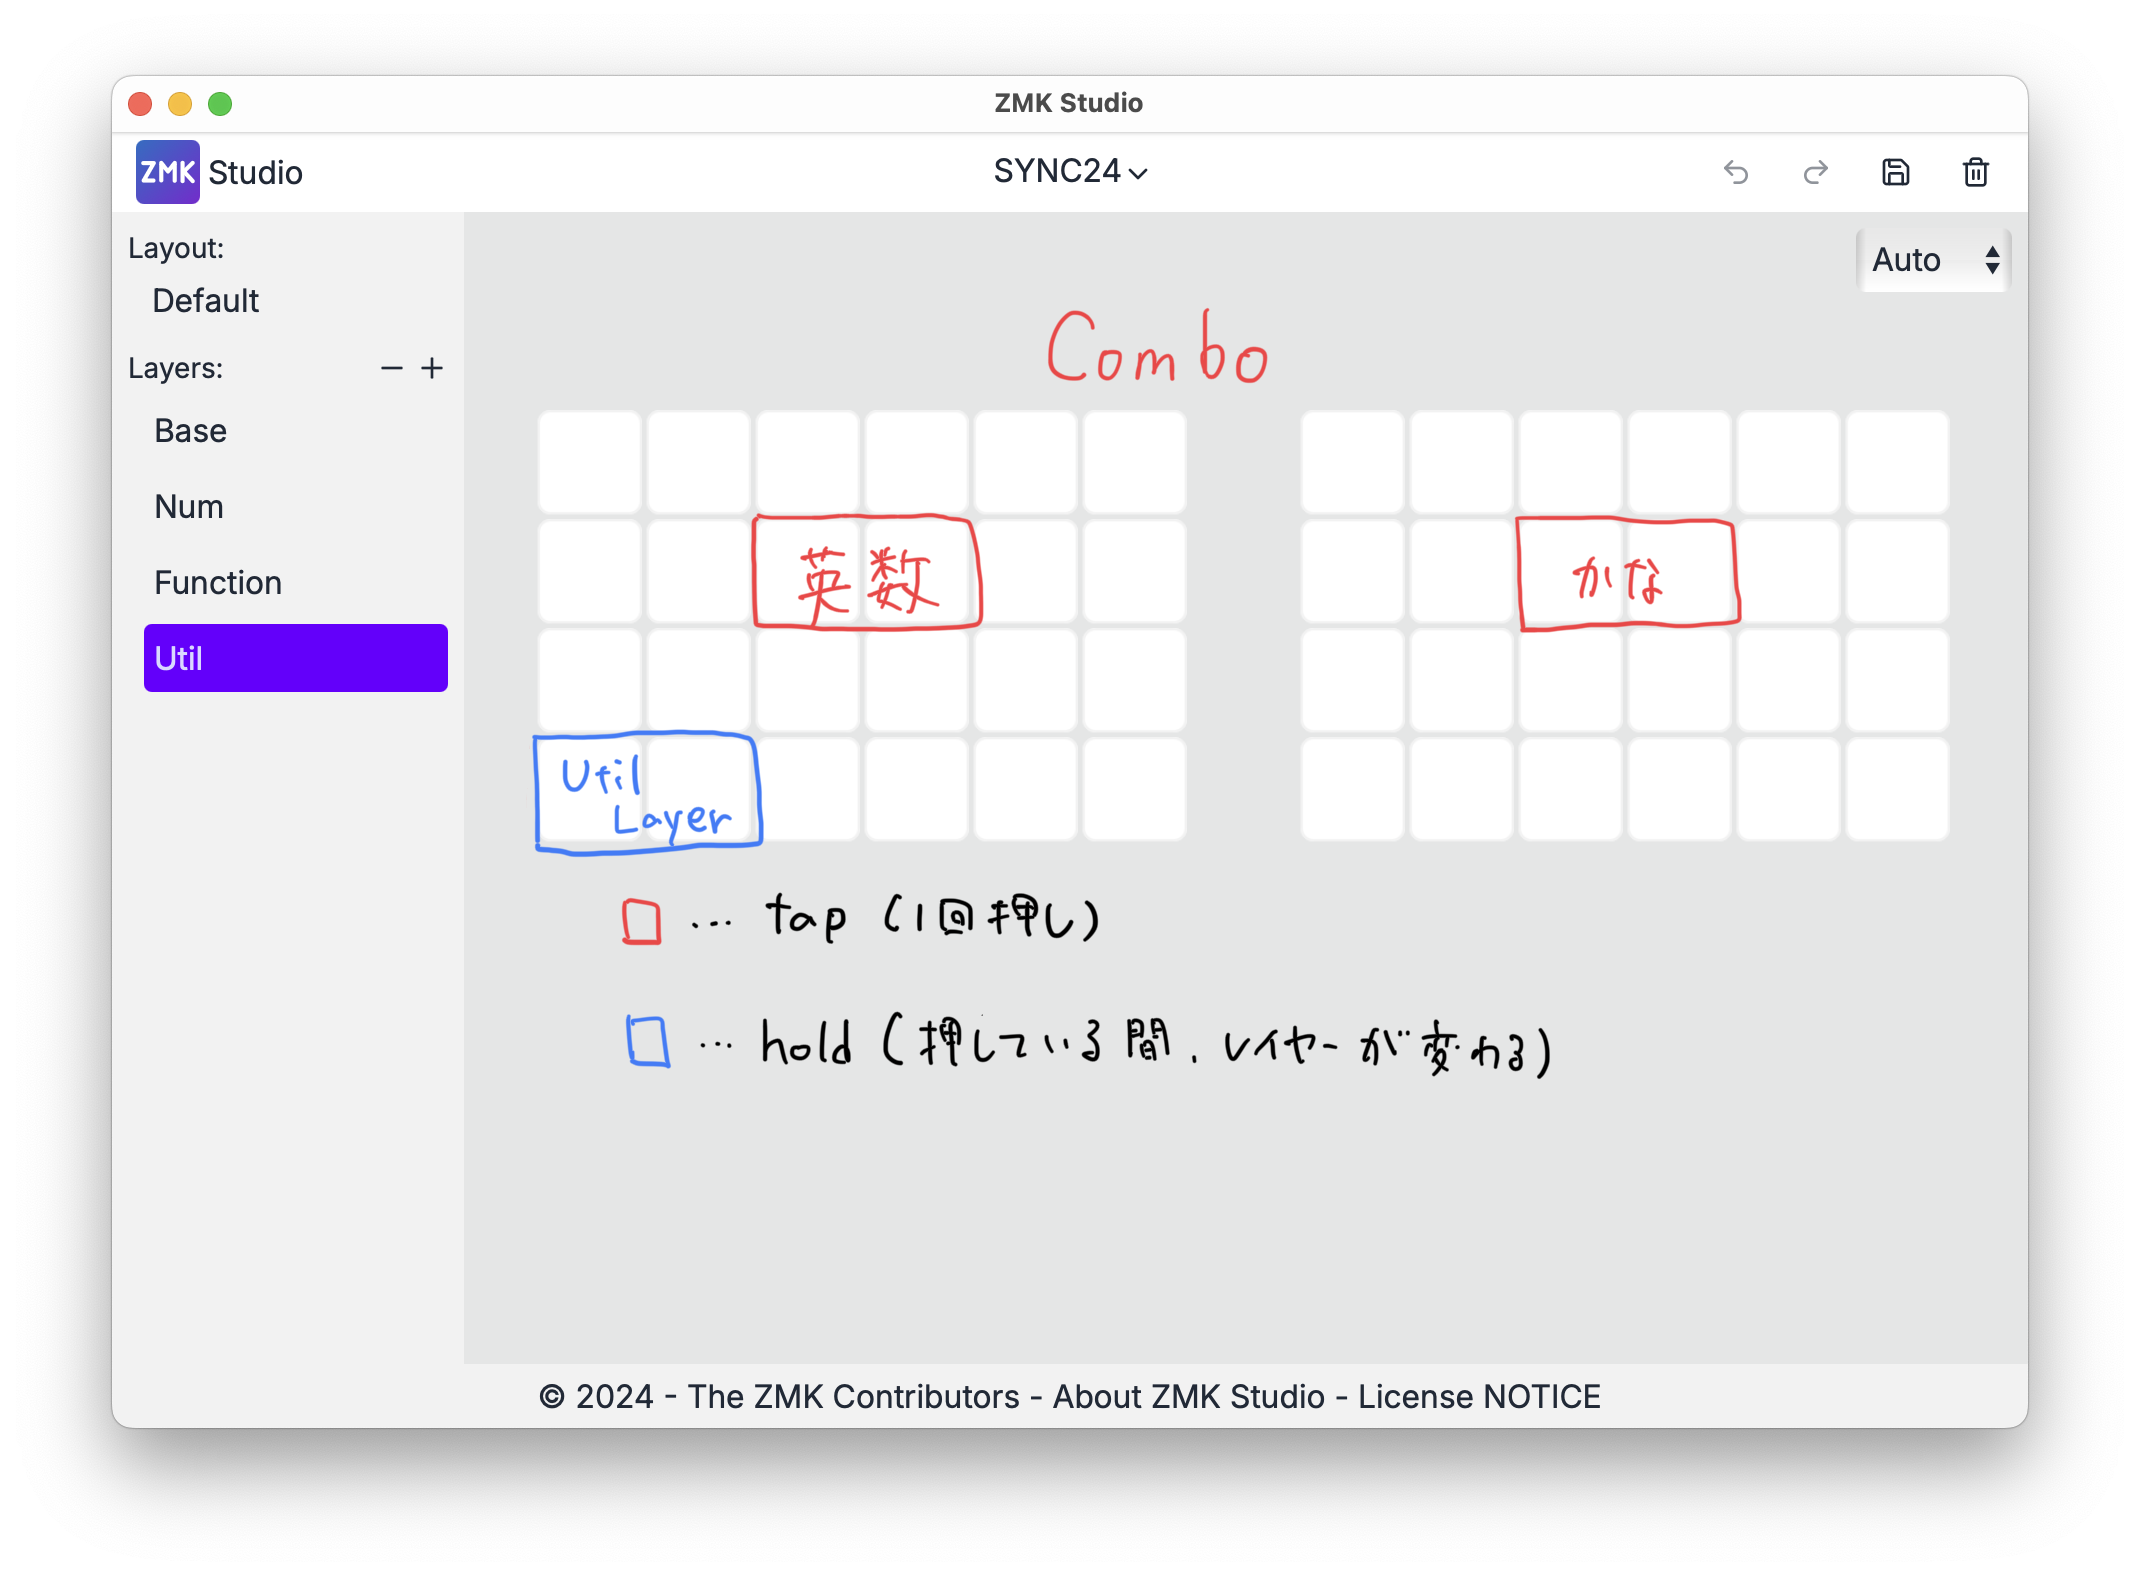 ZMK Studio
ZMK Studio
SYNC24
Layout:
Default
Layers:
Base
Num
Function
Util
Auto
Combo
英数
かな
Util
Layer
… tap (1回押し)
… hold (押している間、レイヤーが変わる)
© 2024 - The ZMK Contributors - About ZMK Studio - License NOTICE